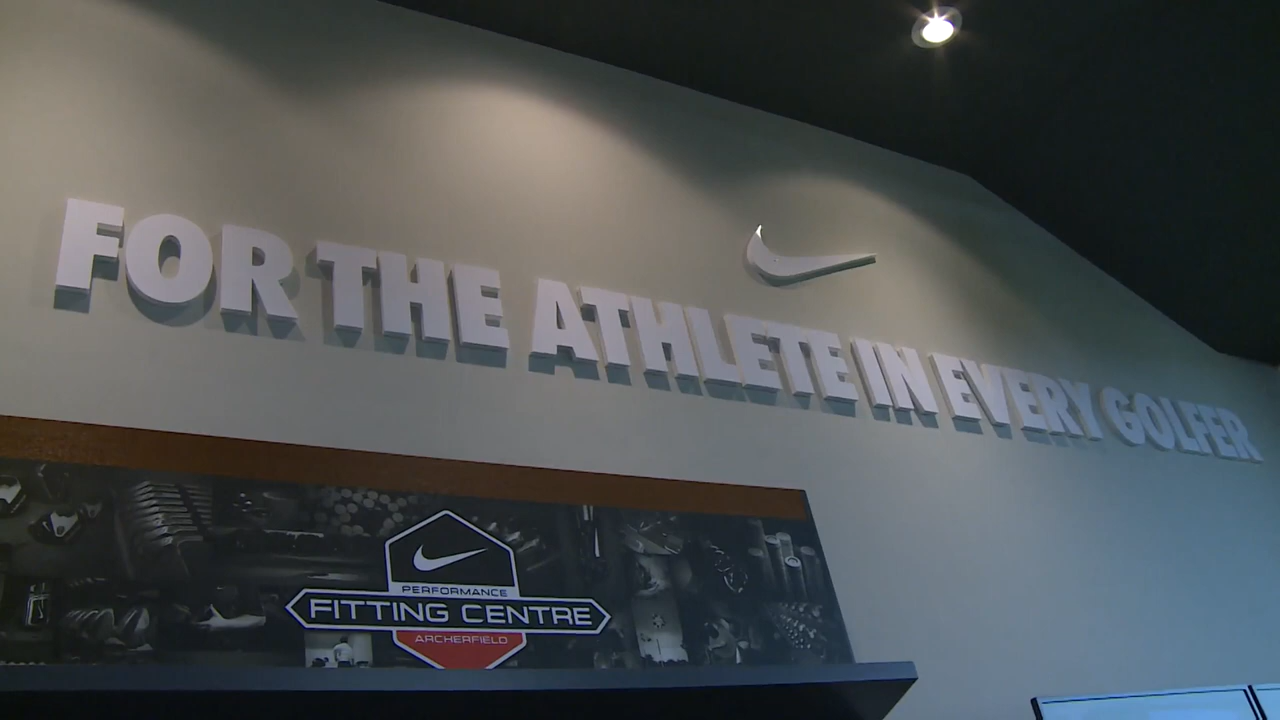 FOR THE ATHLETE IN EVERY GOLFER
PERFORMANCE
FITTING CENTRE
ARCHERFIELD